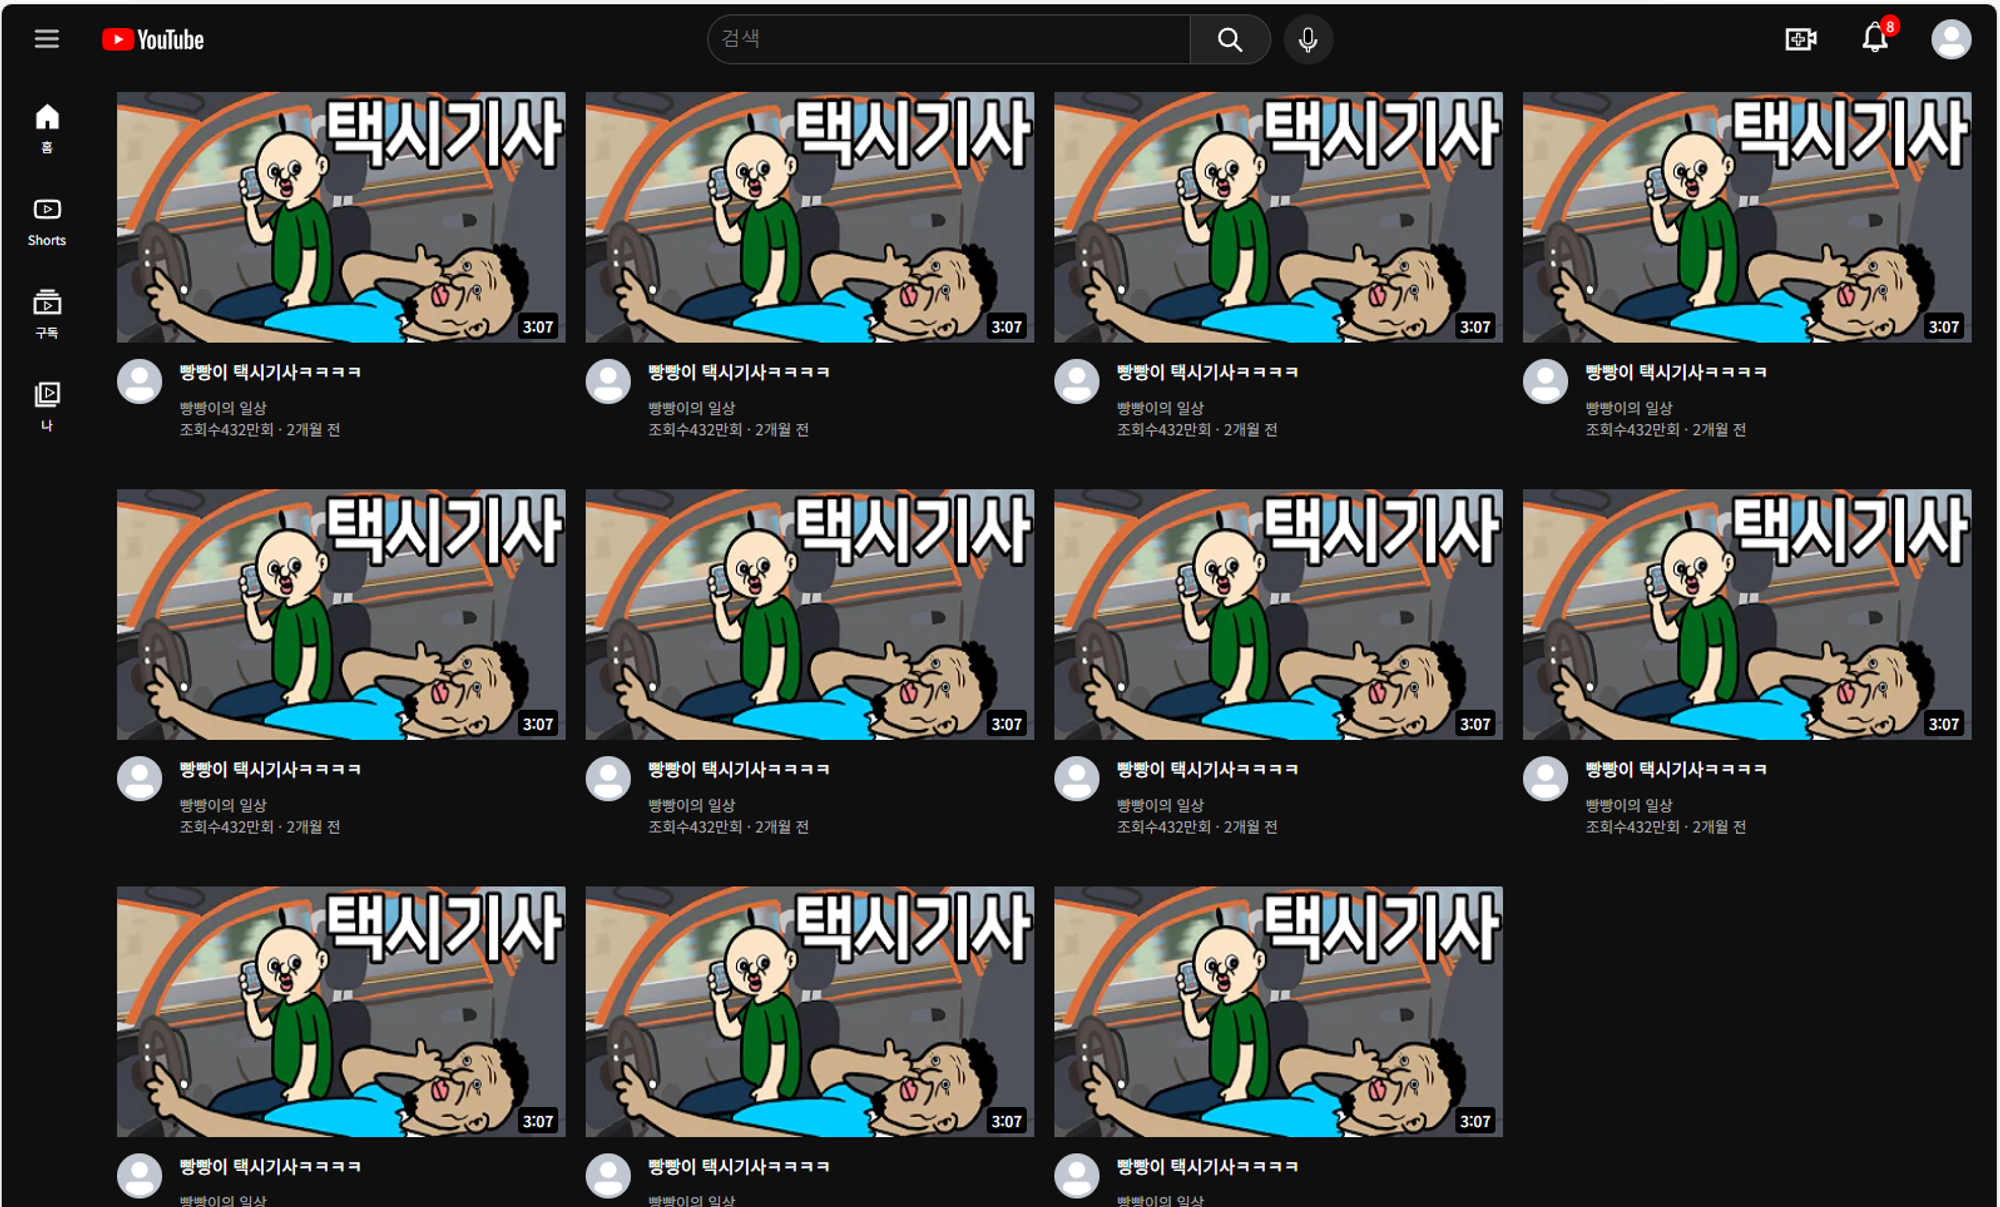 YouTube
검색
8
홈
Shorts
구독
나
택시기사
3:07
빵빵이 택시기사ㅋㅋㅋㅋ
빵빵이의 일상
조회수432만회 · 2개월 전
택시기사
3:07
빵빵이 택시기사ㅋㅋㅋㅋ
빵빵이의 일상
조회수432만회 · 2개월 전
택시기사
3:07
빵빵이 택시기사ㅋㅋㅋㅋ
빵빵이의 일상
조회수432만회 · 2개월 전
택시기사
3:07
빵빵이 택시기사ㅋㅋㅋㅋ
빵빵이의 일상
조회수432만회 · 2개월 전
택시기사
3:07
빵빵이 택시기사ㅋㅋㅋㅋ
빵빵이의 일상
조회수432만회 · 2개월 전
택시기사
3:07
빵빵이 택시기사ㅋㅋㅋㅋ
빵빵이의 일상
조회수432만회 · 2개월 전
택시기사
3:07
빵빵이 택시기사ㅋㅋㅋㅋ
빵빵이의 일상
조회수432만회 · 2개월 전
택시기사
3:07
빵빵이 택시기사ㅋㅋㅋㅋ
빵빵이의 일상
조회수432만회 · 2개월 전
택시기사
3:07
빵빵이 택시기사ㅋㅋㅋㅋ
빵빵이의 일상
택시기사
3:07
빵빵이 택시기사ㅋㅋㅋㅋ
빵빵이의 일상
택시기사
3:07
빵빵이 택시기사ㅋㅋㅋㅋ
빵빵이의 일상